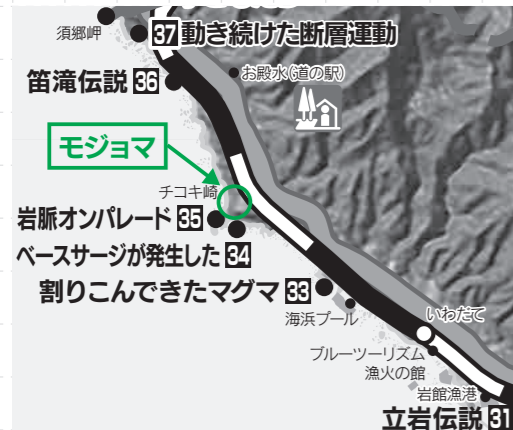 須郷岬
37 動き続けた断層運動
笛滝伝説 36
お殿水(道の駅)
モジョマ
チゴキ崎
岩脈オンパレード 35
ベースサージが発生した 34
割りこんできたマグマ 33
海浜プール
いわだて
ブルーツーリズム
漁火の館
岩館漁港
立岩伝説 31